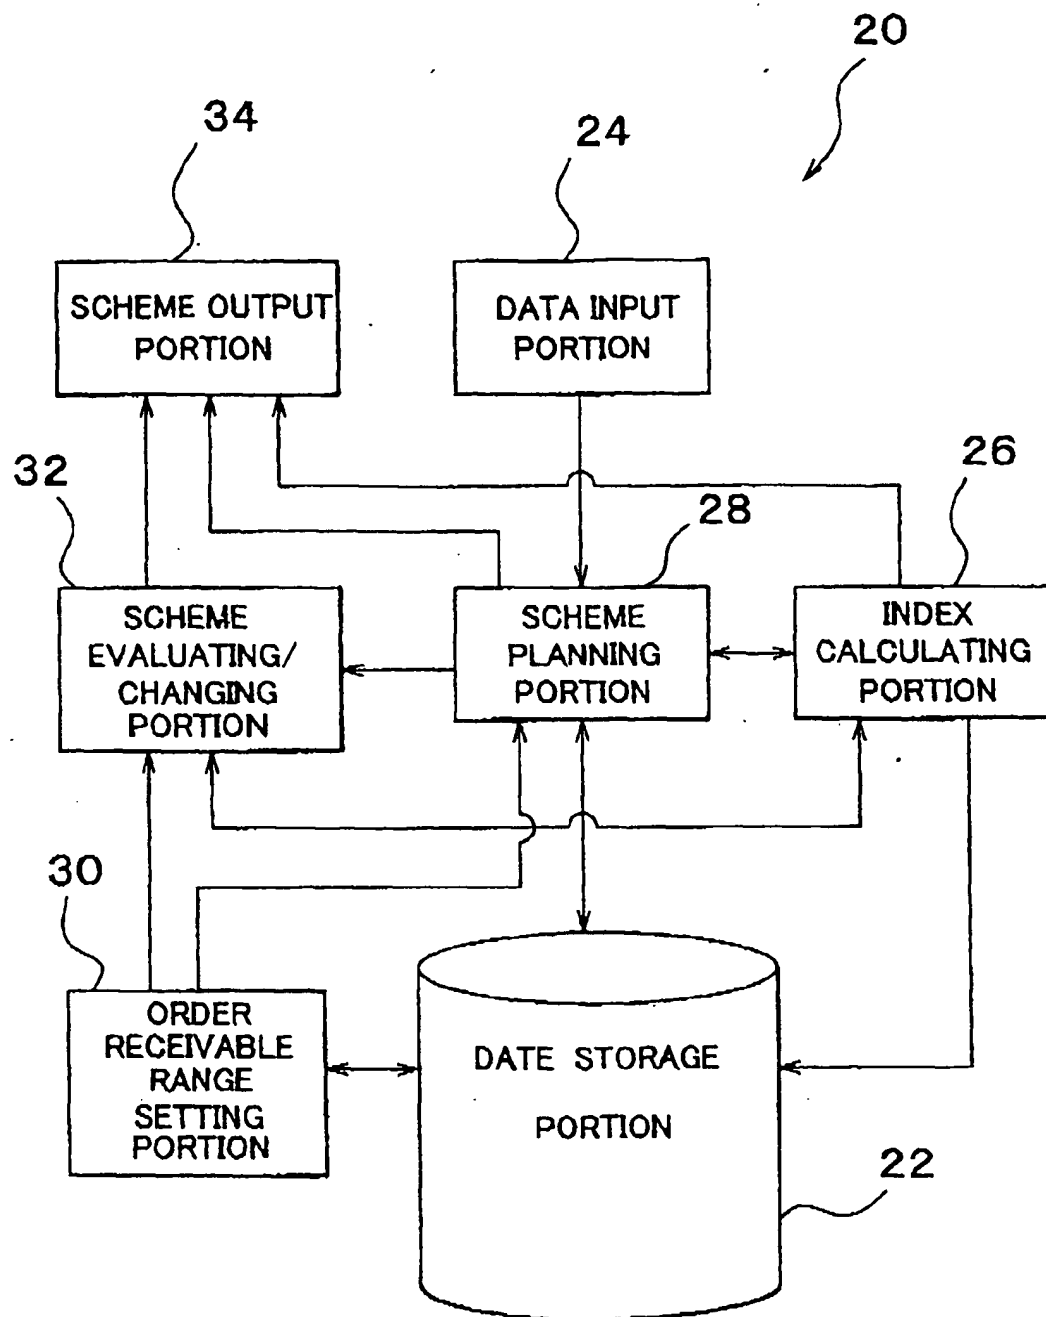 20
34
24
SCHEME OUTPUT
PORTION
DATA INPUT
PORTION
32
28
26
SCHEME
EVALUATING/
CHANGING
PORTION
SCHEME
PLANNING
PORTION
INDEX
CALCULATING
PORTION
30
ORDER
RECEIVABLE
RANGE
SETTING
PORTION
DATE STORAGE
PORTION
22